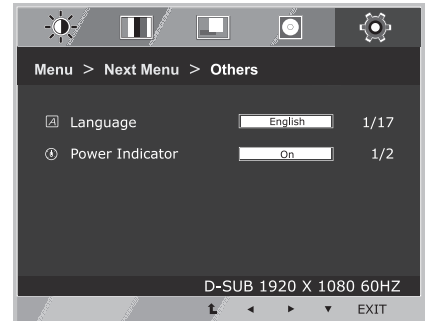 Menu > Next Menu > Others
Language English 1/17
Power Indicator On 1/2
D-SUB 1920 X 1080 60HZ
EXIT